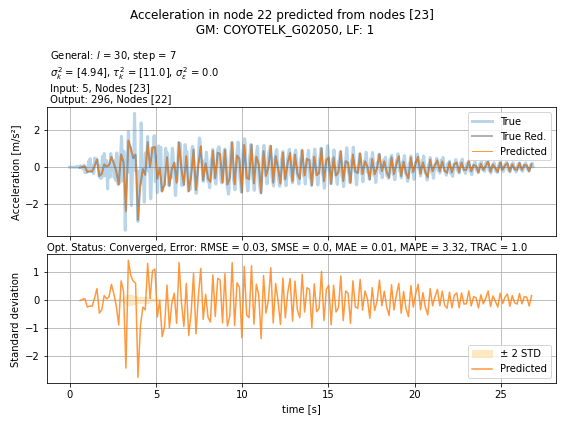 Acceleration in node 22 predicted from nodes [23]
GM: COYOTELK_G02050, LF: 1
General: l = 30, step = 7
σ²ₖ = [4.94], τ²ₖ = [11.0], σ²ε = 0.0
Input: 5, Nodes [23]
Output: 296, Nodes [22]
Acceleration [m/s²]
2
0
−2
True
True Red.
Predicted
Opt. Status: Converged, Error: RMSE = 0.03, SMSE = 0.0, MAE = 0.01, MAPE = 3.32, TRAC = 1.0
Standard deviation
1
0
−1
−2
± 2 STD
Predicted
0 5 10 15 20 25
time [s]